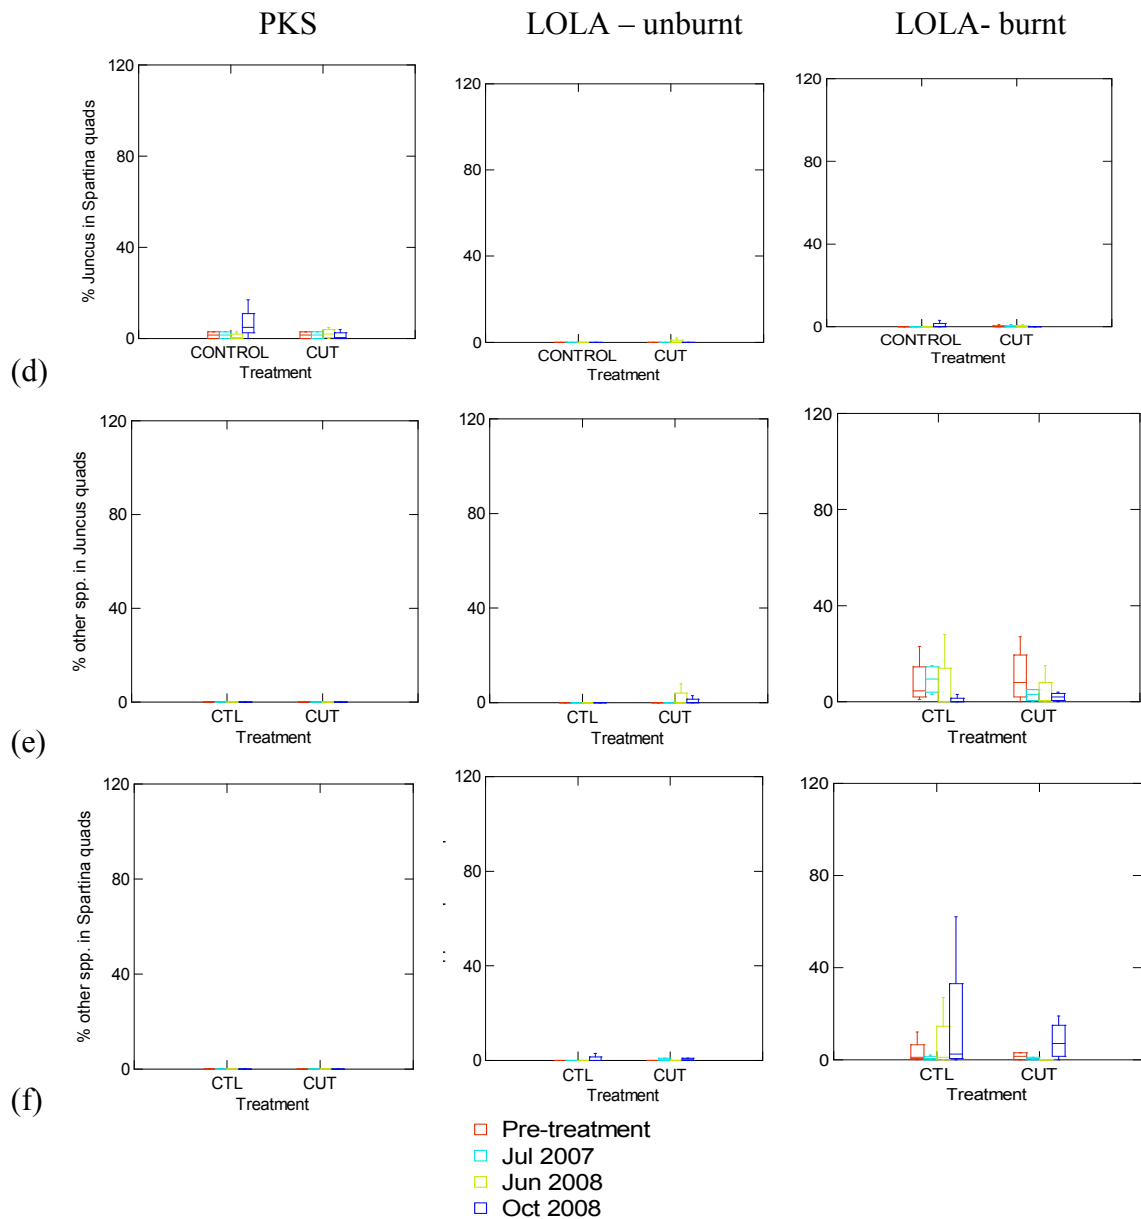 PKS LOLA – unburnt LOLA- burnt
(d)
% Juncus in Spartina quads
120
80
40
0
CONTROL CUT
Treatment
120
80
40
0
CONTROL CUT
Treatment
120
80
40
0
CONTROL CUT
Treatment
(e)
% other spp. in Juncus quads
120
80
40
0
CTL CUT
Treatment
120
80
40
0
CTL CUT
Treatment
120
80
40
0
CTL CUT
Treatment
(f)
% other spp. in Spartina quads
120
80
40
0
CTL CUT
Treatment
120
80
40
0
CTL CUT
Treatment
120
80
40
0
CTL CUT
Treatment
Pre-treatment
Jul 2007
Jun 2008
Oct 2008